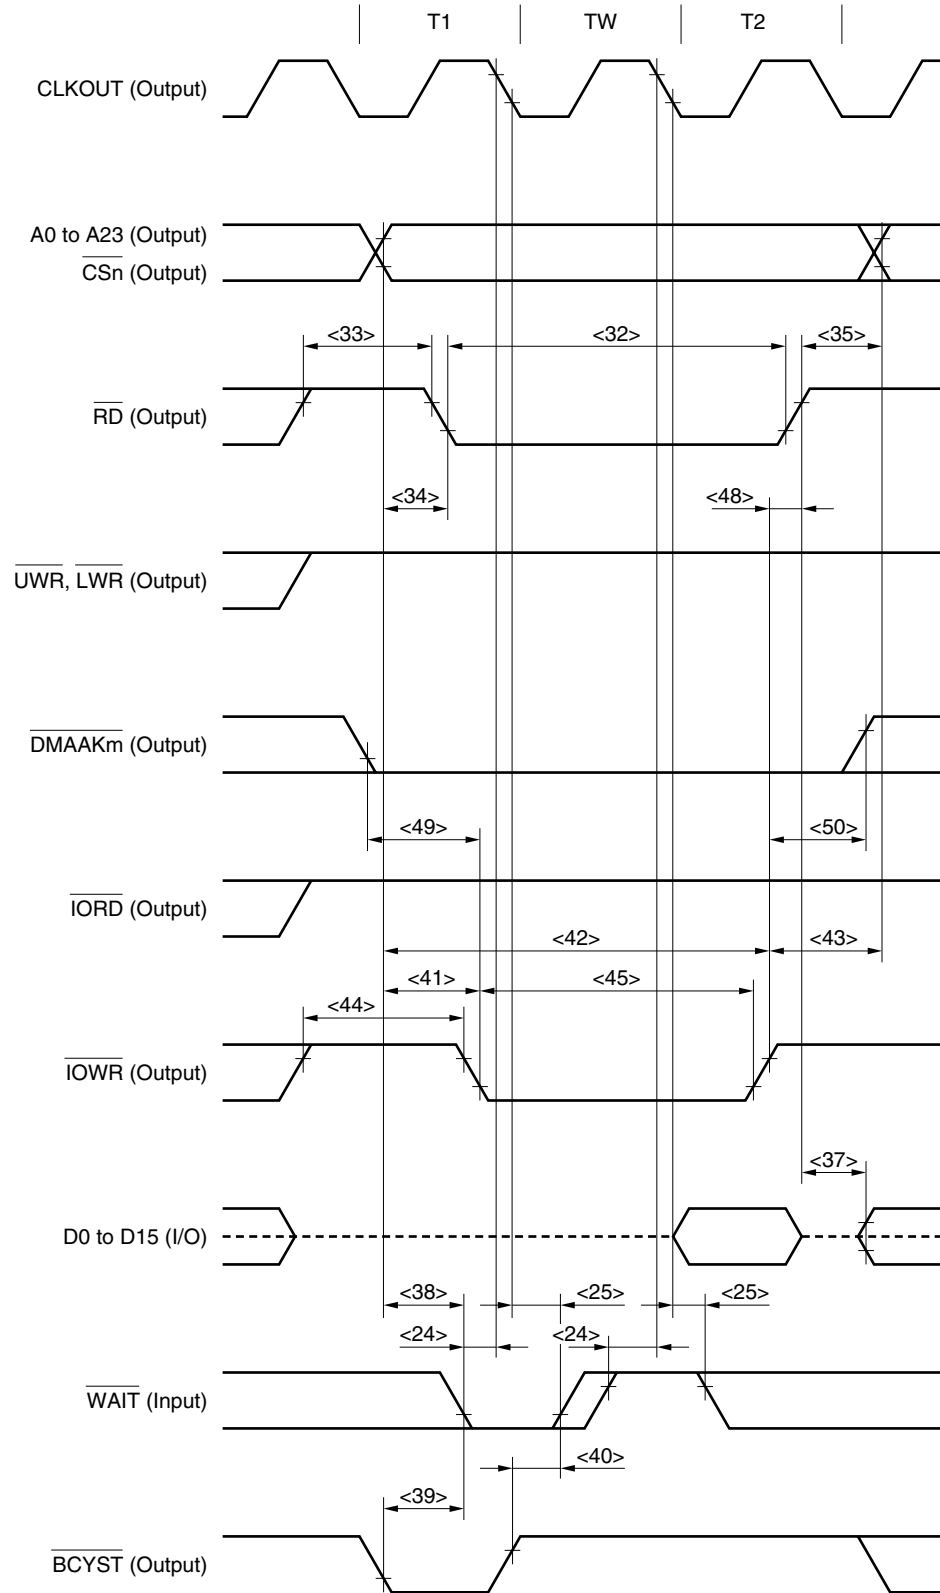 T1 TW T2
CLKOUT (Output)
A0 to A23 (Output)
CSn (Output)
<33> <32> <35>
RD (Output)
<34> <48>
UWR, LWR (Output)
DMAAKm (Output)
<49> <50>
IORD (Output)
<42> <43>
<41> <45>
<44>
IOWR (Output)
<37>
D0 to D15 (I/O)
<38> <25> <25>
<24> <24>
WAIT (Input)
<40>
<39>
BCYST (Output)